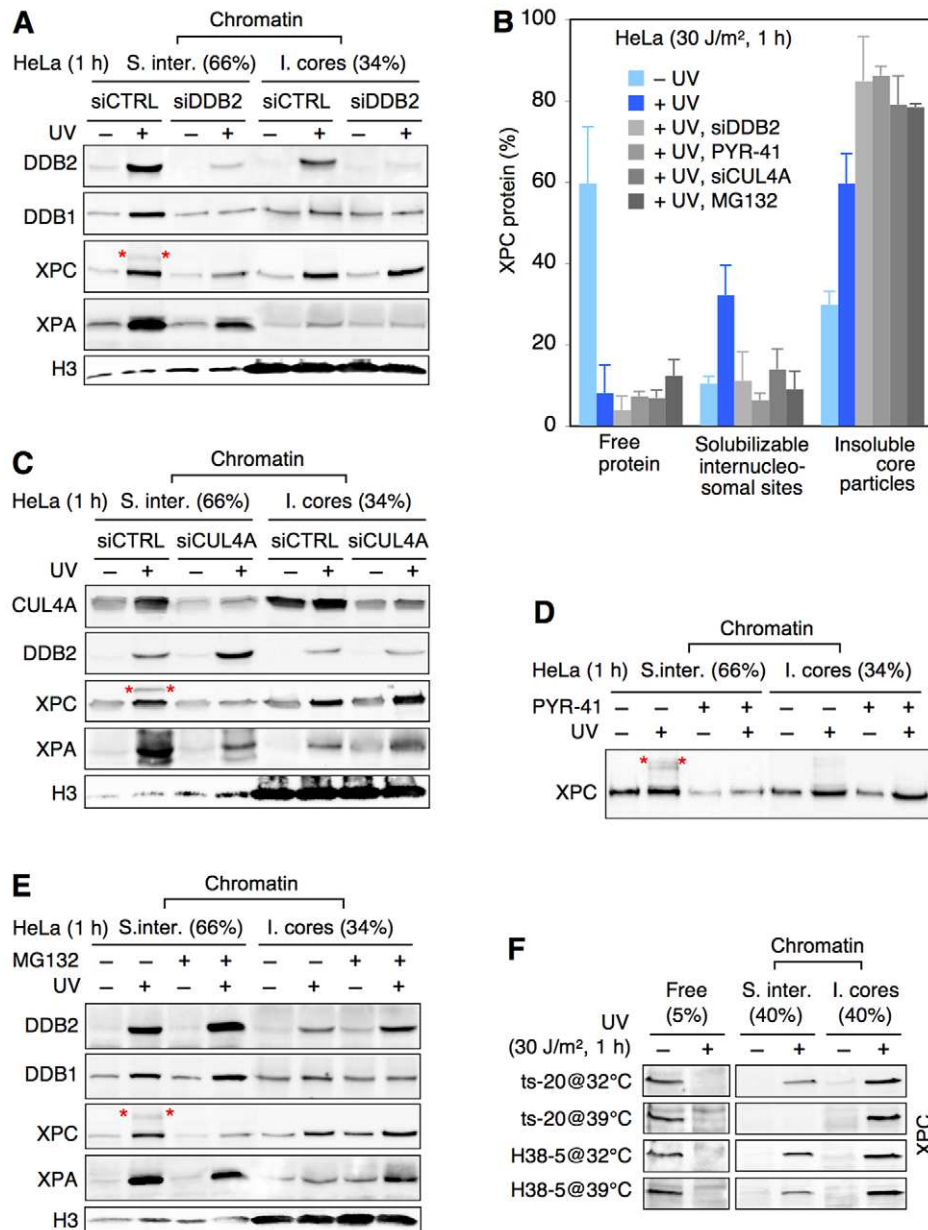 A
Chromatin
HeLa (1 h) S. inter. (66%) I. cores (34%)
siCTRL siDDB2 siCTRL siDDB2
UV – + – + – + – +
DDB2
DDB1
XPC * *
XPA
H3
B
100
80
60
40
20
0
XPC protein (%)
HeLa (30 J/m², 1 h)
– UV
+ UV
+ UV, siDDB2
+ UV, PYR-41
+ UV, siCUL4A
+ UV, MG132
Free protein
Solubilizable internucleo-
somal sites
Insoluble core
particles
C
Chromatin
HeLa (1 h) S. inter. (66%) I. cores (34%)
siCTRL siCUL4A siCTRL siCUL4A
UV – + – + – + – +
CUL4A
DDB2
XPC * *
XPA
H3
D
Chromatin
HeLa (1 h) S.inter. (66%) I. cores (34%)
PYR-41 – – + + – – + +
UV – + – + – + – +
XPC * *
E
Chromatin
HeLa (1 h) S.inter. (66%) I. cores (34%)
MG132 – – + + – – + +
UV – + – + – + – +
DDB2
DDB1
XPC * *
XPA
H3
F
Chromatin
Free (5%) S. inter. (40%) I. cores (40%)
UV
(30 J/m², 1 h) – + – + – +
ts-20@32°C
ts-20@39°C
H38-5@32°C
H38-5@39°C
XPC